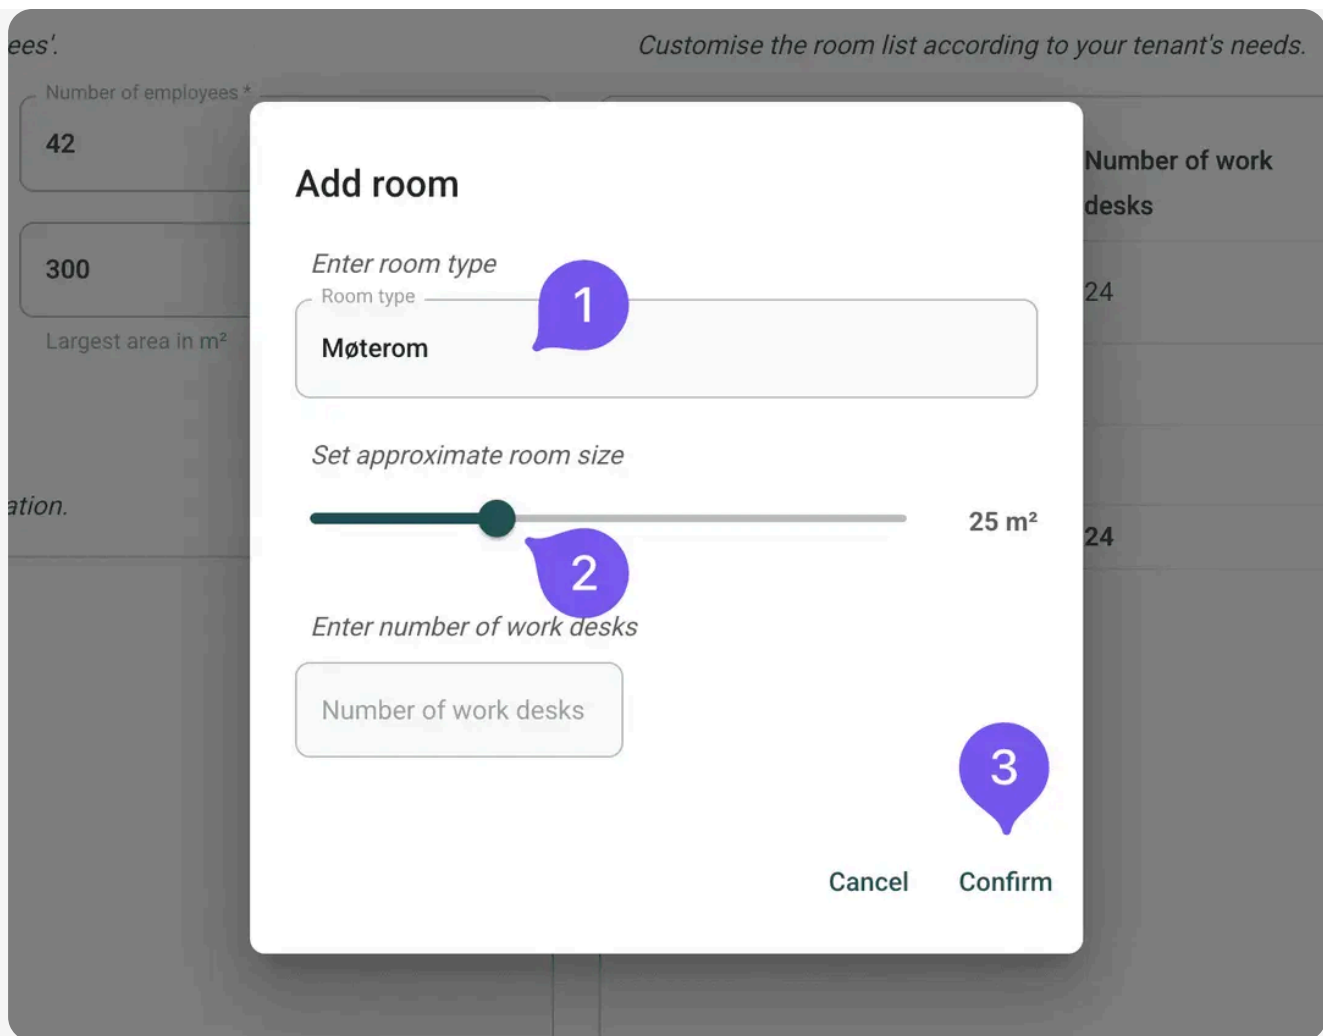 ees'.
Customise the room list according to your tenant's needs.
Number of employees *
42
Number of work
desks
300
Largest area in m²
24
ation.
24
Add room
Enter room type
Room type
Møterom
1
Set approximate room size
25 m²
2
Enter number of work desks
Number of work desks
3
Cancel
Confirm